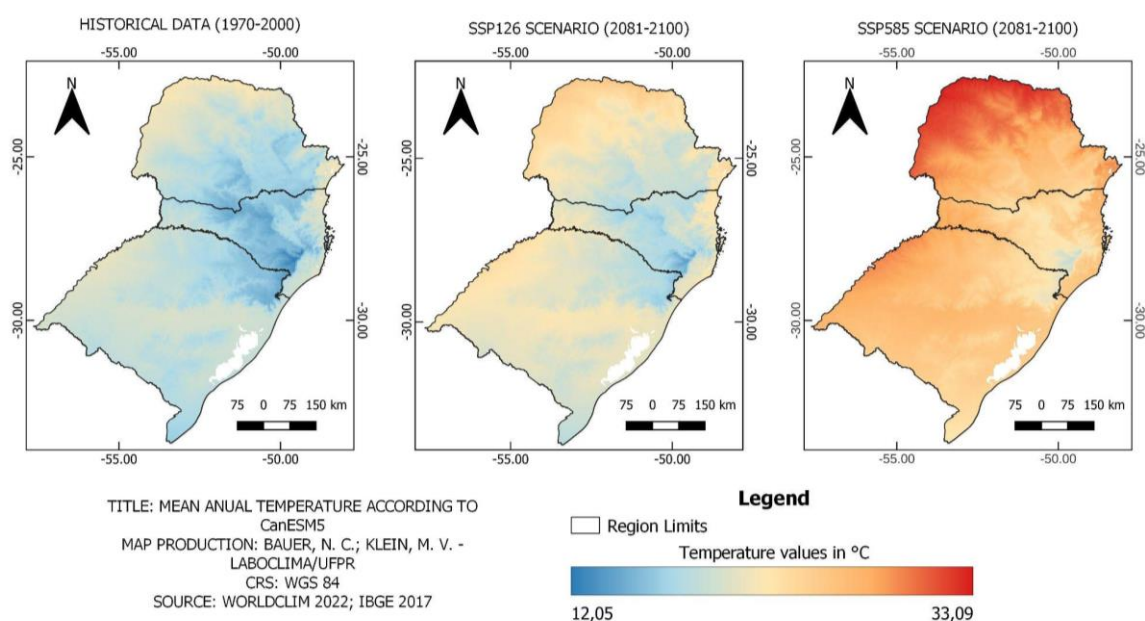 HISTORICAL DATA (1970-2000)
SSP126 SCENARIO (2081-2100)
SSP585 SCENARIO (2081-2100)
-55.00 -50.00
-55.00 -50.00
-55.00 -50.00
N
N
N
-25.00 -25.00
-25.00 -25.00
-25.00 -25.00
-30.00 -30.00
-30.00 -30.00
-30.00 -30.00
75 0 75 150 km
75 0 75 150 km
75 0 75 150 km
-55.00 -50.00
-55.00 -50.00
-55.00 -50.00
TITLE: MEAN ANUAL TEMPERATURE ACCORDING TO
CanESM5
MAP PRODUCTION: BAUER, N. C.; KLEIN, M. V. -
LABOCLIMA/UFPR
CRS: WGS 84
SOURCE: WORLDCLIM 2022; IBGE 2017
Legend
Region Limits
Temperature values in °C
12,05 33,09